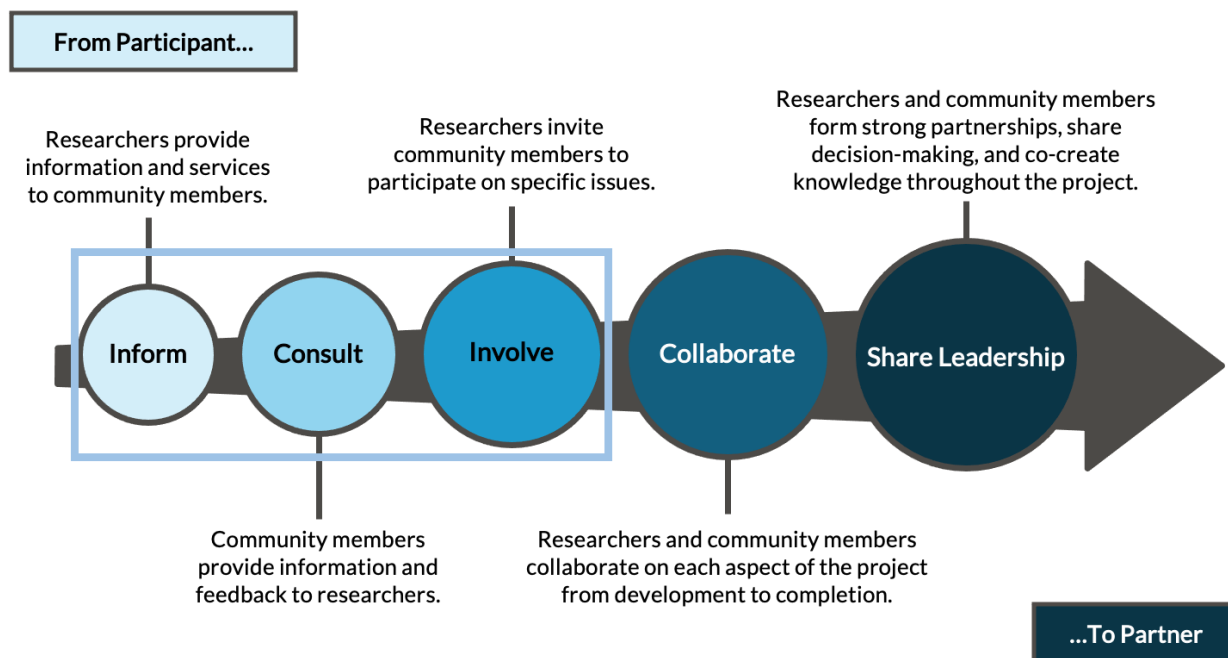 From Participant...
Researchers provide
information and services
to community members.
Researchers invite
community members to
participate on specific issues.
Researchers and community members
form strong partnerships, share
decision-making, and co-create
knowledge throughout the project.
Inform
Consult
Involve
Collaborate
Share Leadership
Community members
provide information and
feedback to researchers.
Researchers and community members
collaborate on each aspect of the project
from development to completion.
...To Partner